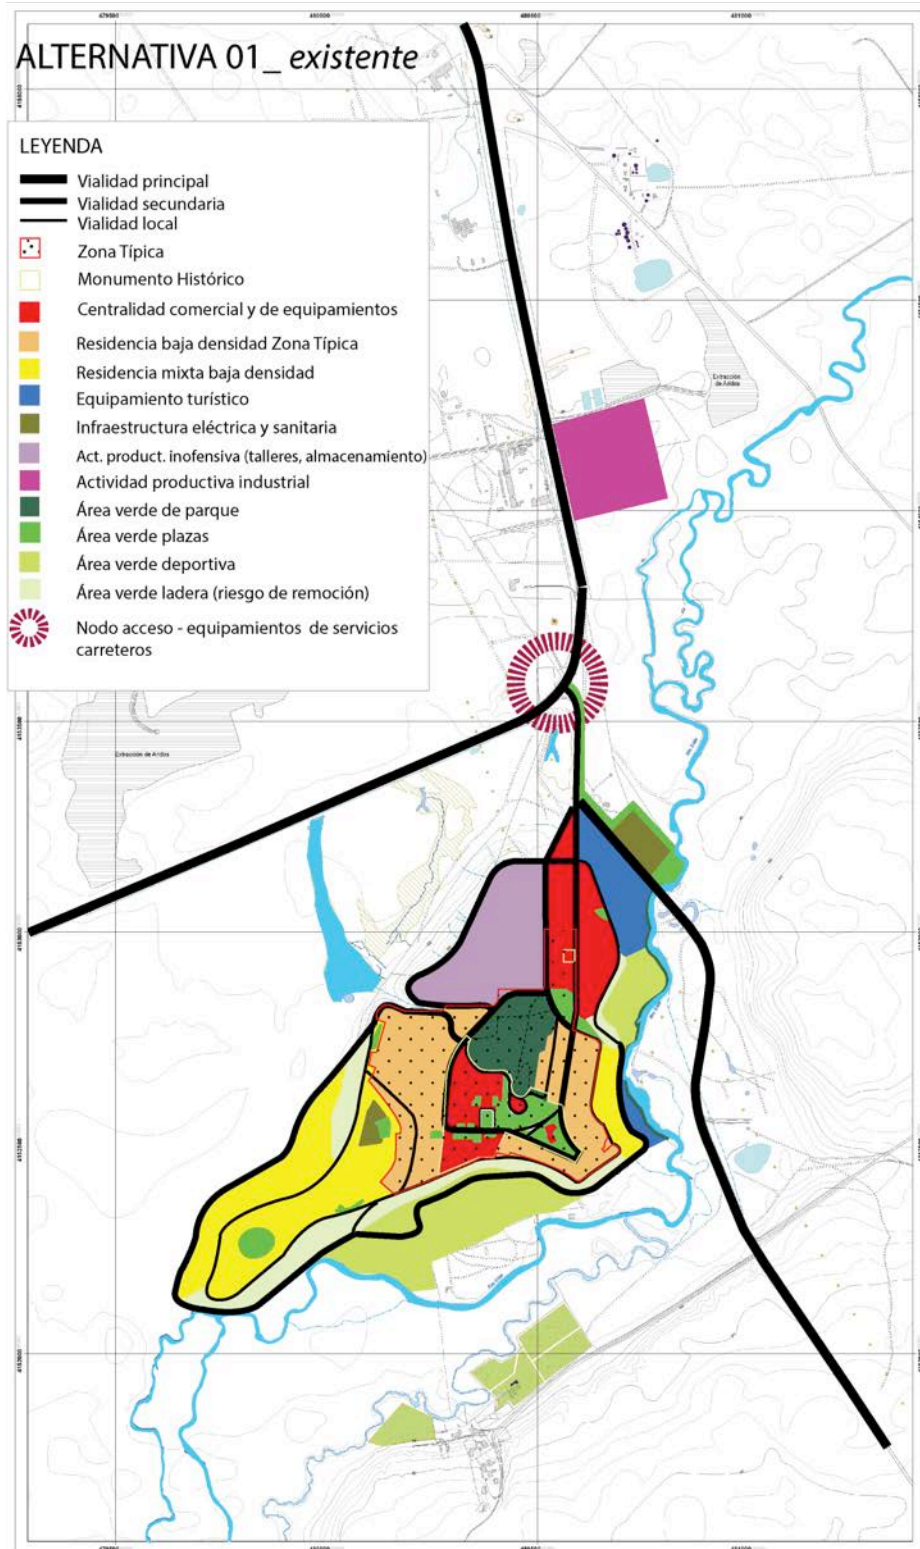 ALTERNATIVA 01_ existente
LEYENDA
Vialidad principal
Vialidad secundaria
Vialidad local
Zona Típica
Monumento Histórico
Centralidad comercial y de equipamientos
Residencia baja densidad Zona Típica
Residencia mixta baja densidad
Equipamiento turístico
Infraestructura eléctrica y sanitaria
Act. product. inofensiva (talleres, almacenamiento)
Actividad productiva industrial
Área verde de parque
Área verde plazas
Área verde deportiva
Área verde ladera (riesgo de remoción)
Nodo acceso - equipamientos de servicios
carreteros
Extracción
de Aridos
Extracción de Aridos